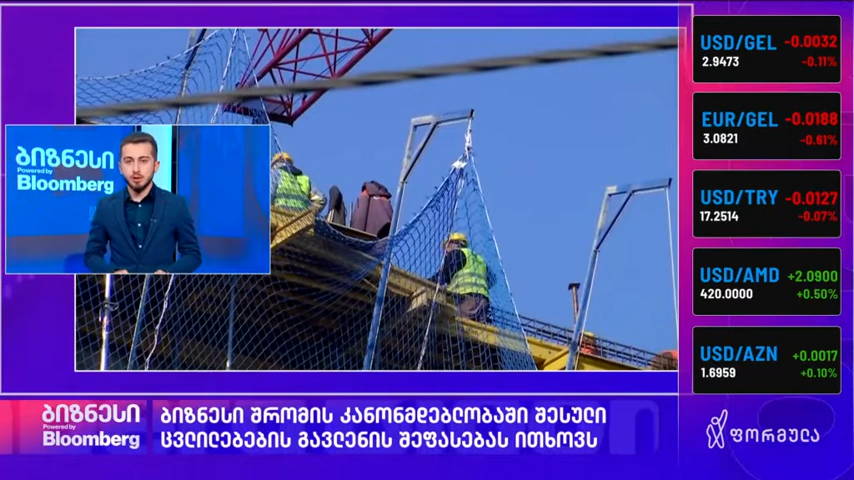 ბიზნესი
Powered by
Bloomberg
USD/GEL -0.0032
2.9473 -0.11%
EUR/GEL -0.0188
3.0821 -0.61%
USD/TRY -0.0127
17.2514 -0.07%
USD/AMD +2.0900
420.0000 +0.50%
USD/AZN +0.0017
1.6959 +0.10%
ბიზნესი
Powered by
Bloomberg
ბიზნესი შრომის კანონმდებლობაში შესული
ცვლილებების გავლენის შეფასებას ითხოვს
ფორმულა